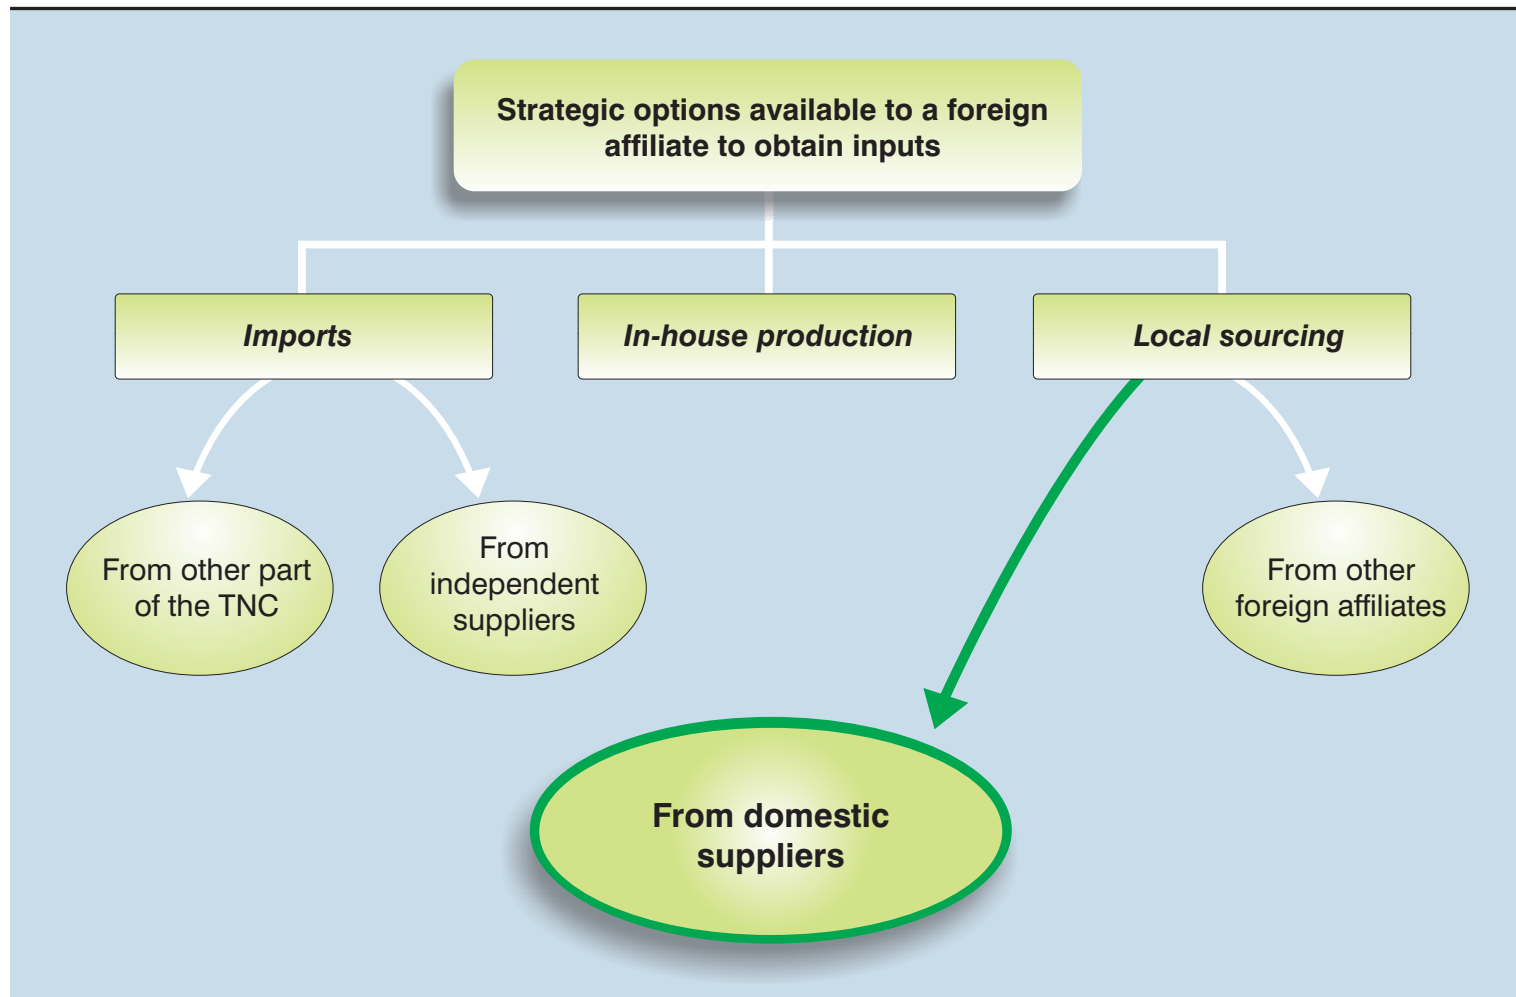 Strategic options available to a foreign
affiliate to obtain inputs
Imports
In-house production
Local sourcing
From other part
of the TNC
From
independent
suppliers
From other
foreign affiliates
From domestic
suppliers